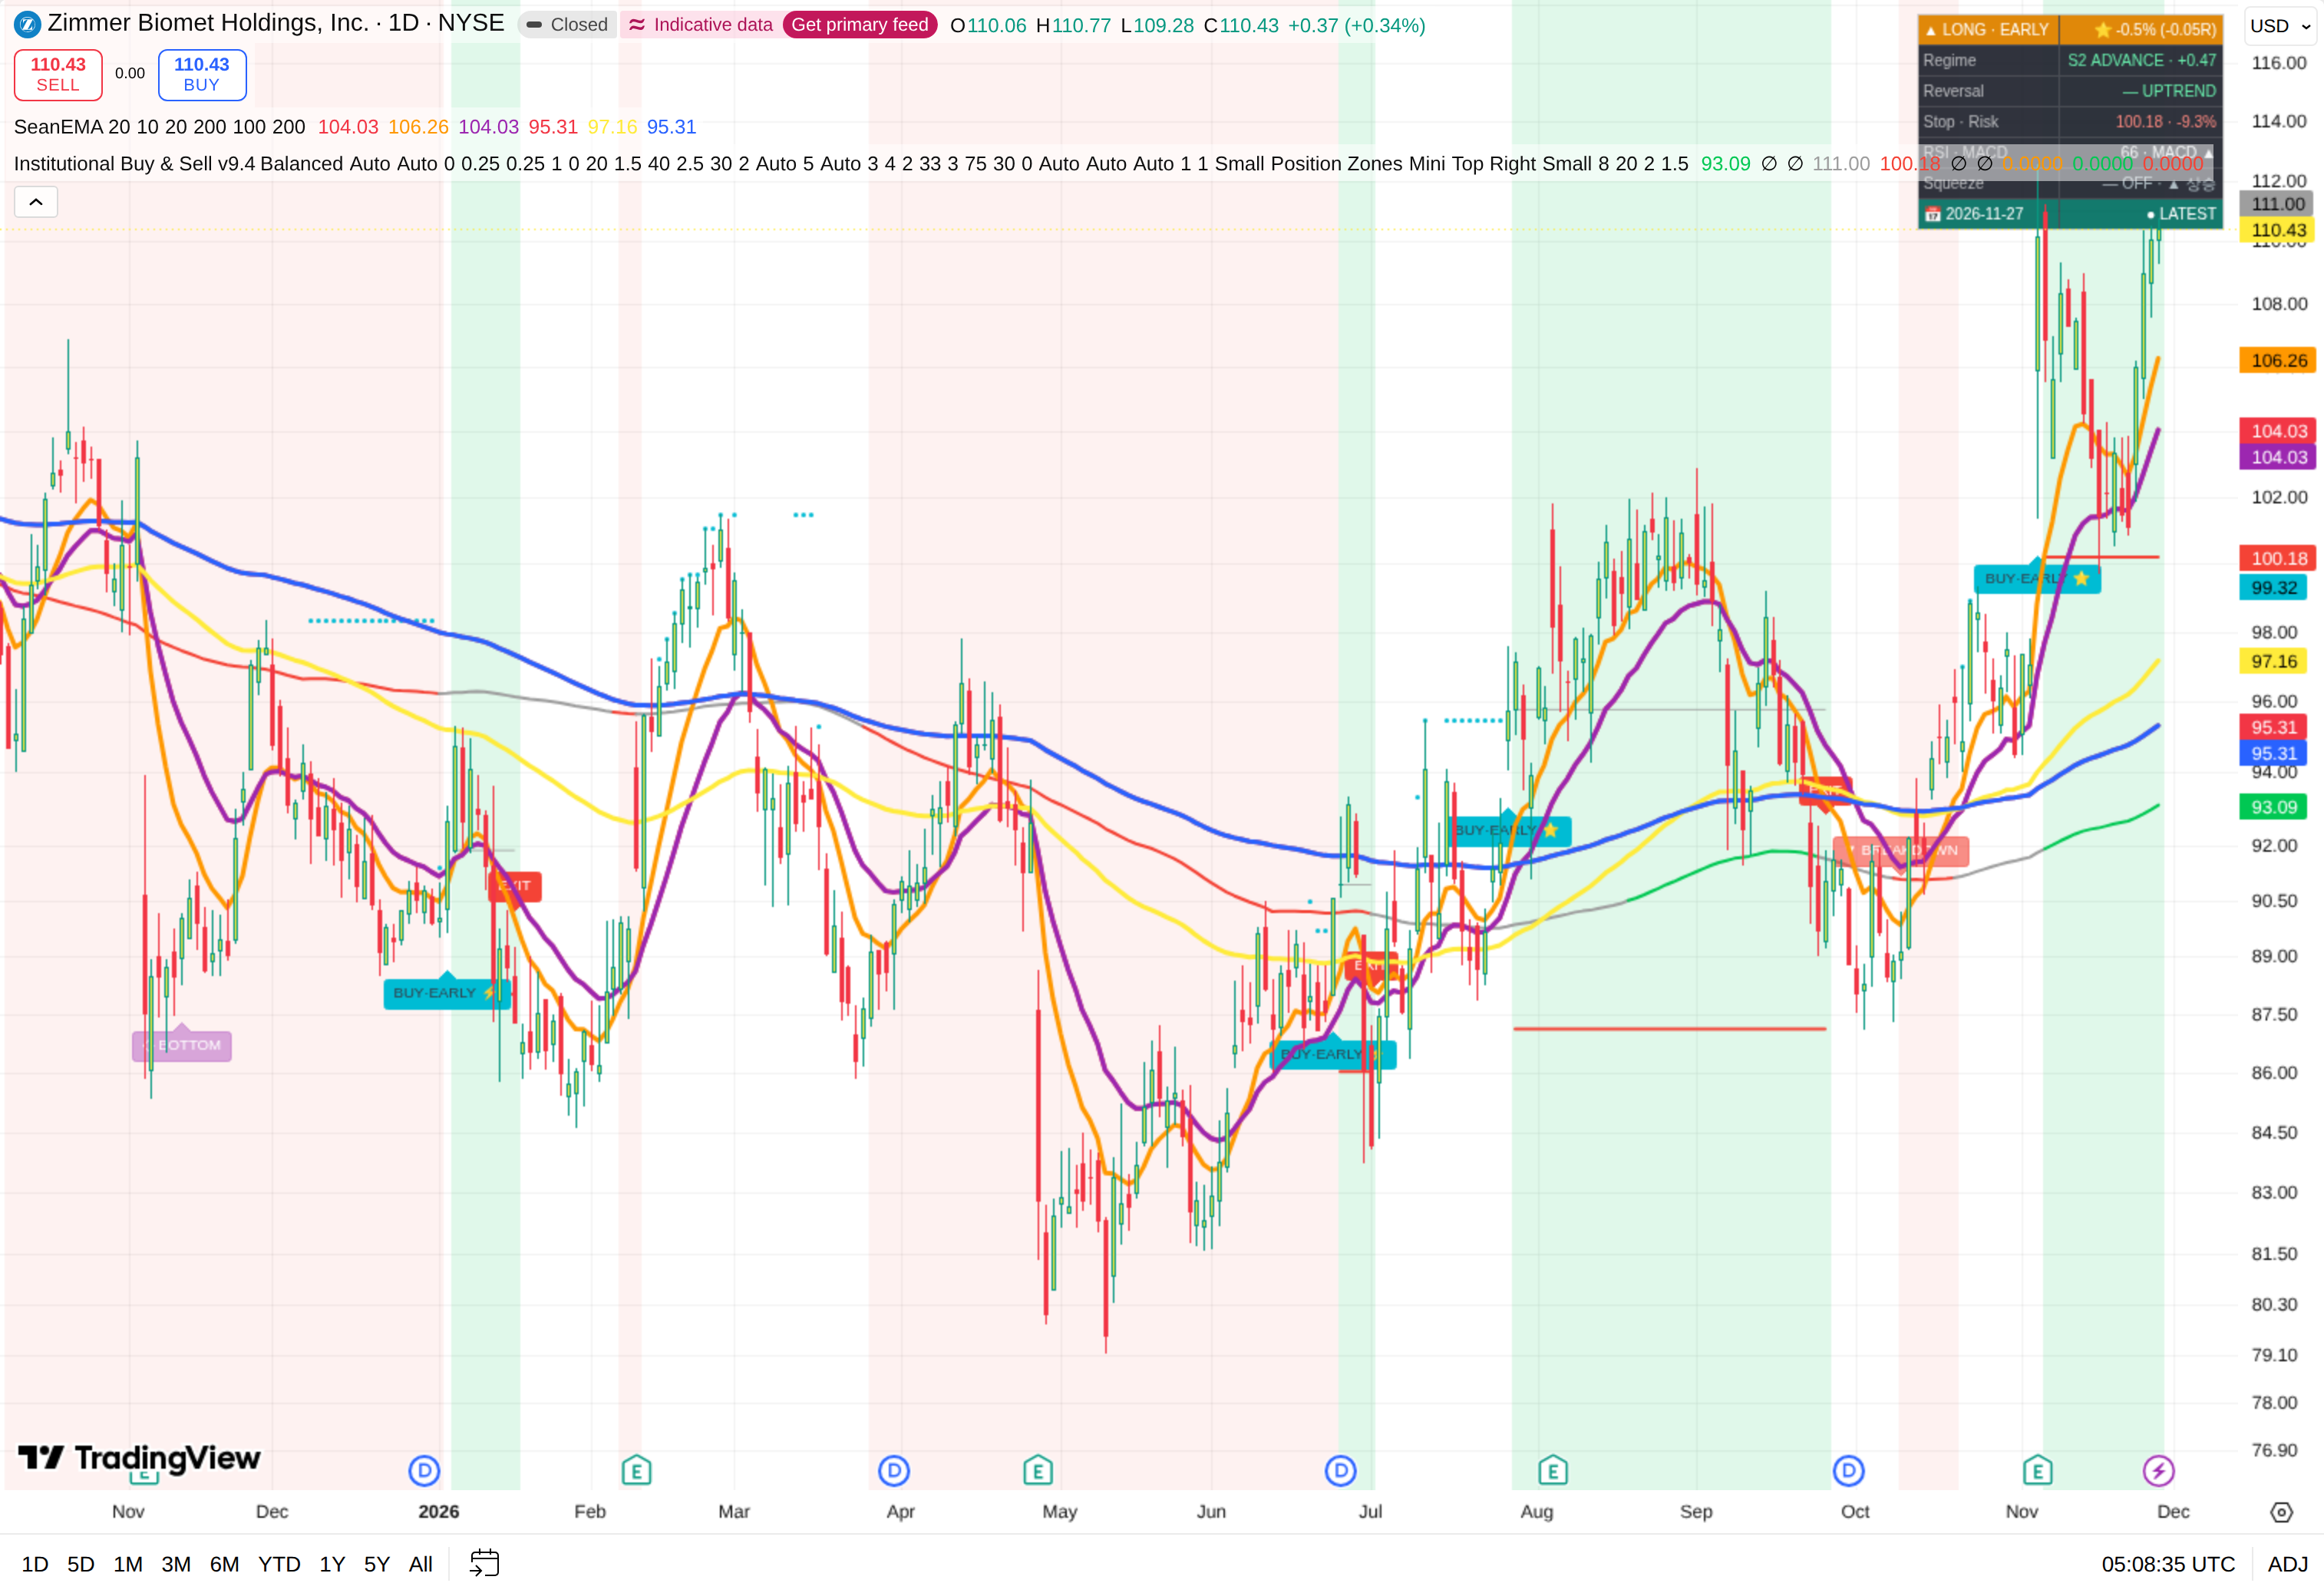 Zimmer Biomet Holdings, Inc. · 1D · NYSE Closed Indicative data Get primary feed O110.06 H110.77 L109.28 C110.43 +0.37 (+0.34%)
110.43 SELL 0.00 110.43 BUY
SeanEMA 20 10 20 200 100 200 104.03 106.26 104.03 95.31 97.16 95.31
Institutional Buy & Sell v9.4 Balanced Auto Auto 0 0.25 0.25 1 0 20 1.5 40 2.5 30 2 Auto 5 Auto 3 4 2 33 3 75 30 0 Auto Auto Auto 1 1 Small Position Zones Mini Top Right Small 8 20 2 1.5 93.09 ∅ ∅ 111.00 100.18 ∅ ∅ 0.0000 0.0000 0.0000
▲ LONG · EARLY ⭐ -0.5% (-0.05R)
Regime S2 ADVANCE · +0.47
Reversal — UPTREND
Stop · Risk 100.18 · -9.3%
RSI · MACD 66 · MACD ▲
Squeeze — OFF · ▲ 상승
📅 2026-11-27 ● LATEST
USD
116.00
114.00
112.00
111.00
110.43
110.00
108.00
106.26
104.03
104.03
102.00
100.18
99.32
98.00
97.16
96.00
95.31
95.31
94.00
93.09
92.00
90.50
89.00
87.50
86.00
84.50
83.00
81.50
80.30
79.10
78.00
76.90
BOTTOM
BUY-EARLY ⚡
EXIT
BUY-EARLY
EXIT
BUY-EARLY ⭐
EXIT
BREAKDOWN
BUY-EARLY ⭐
TradingView
E D E D E D E D E
Nov Dec 2026 Feb Mar Apr May Jun Jul Aug Sep Oct Nov Dec
1D 5D 1M 3M 6M YTD 1Y 5Y All 05:08:35 UTC ADJ